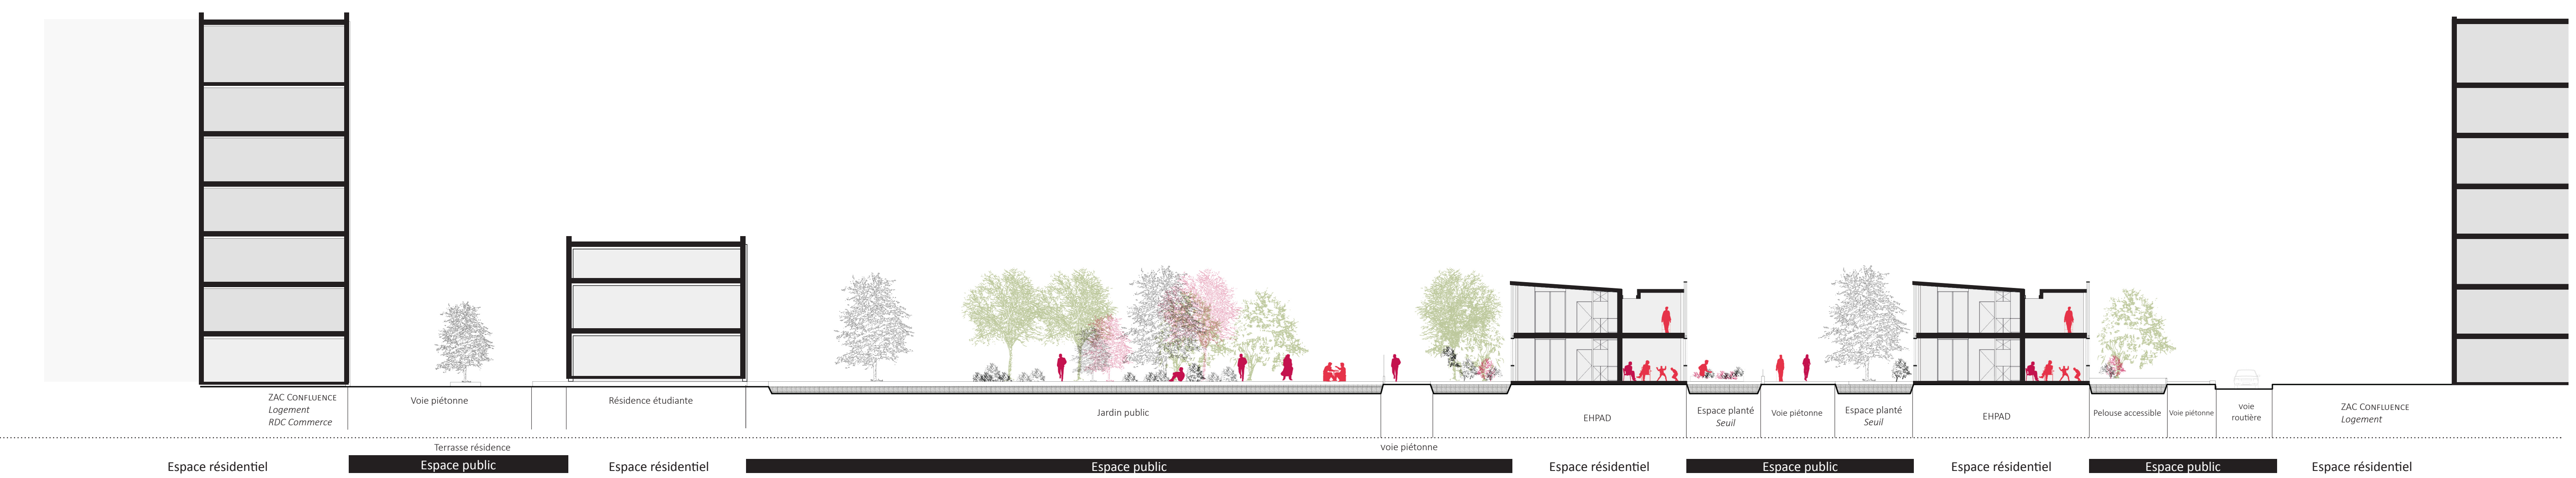 ZAC CONFLUENCE
Logement
RDC Commerce
Voie piétonne
Résidence étudiante
Jardin public
EHPAD
Espace planté
Seuil
Voie piétonne
Espace planté
Seuil
EHPAD
Pelouse accessible
Voie piétonne
voie
routière
ZAC CONFLUENCE
Logement
Terrasse résidence
voie piétonne
Espace résidentiel
Espace public
Espace résidentiel
Espace public
Espace résidentiel
Espace public
Espace résidentiel
Espace public
Espace résidentiel